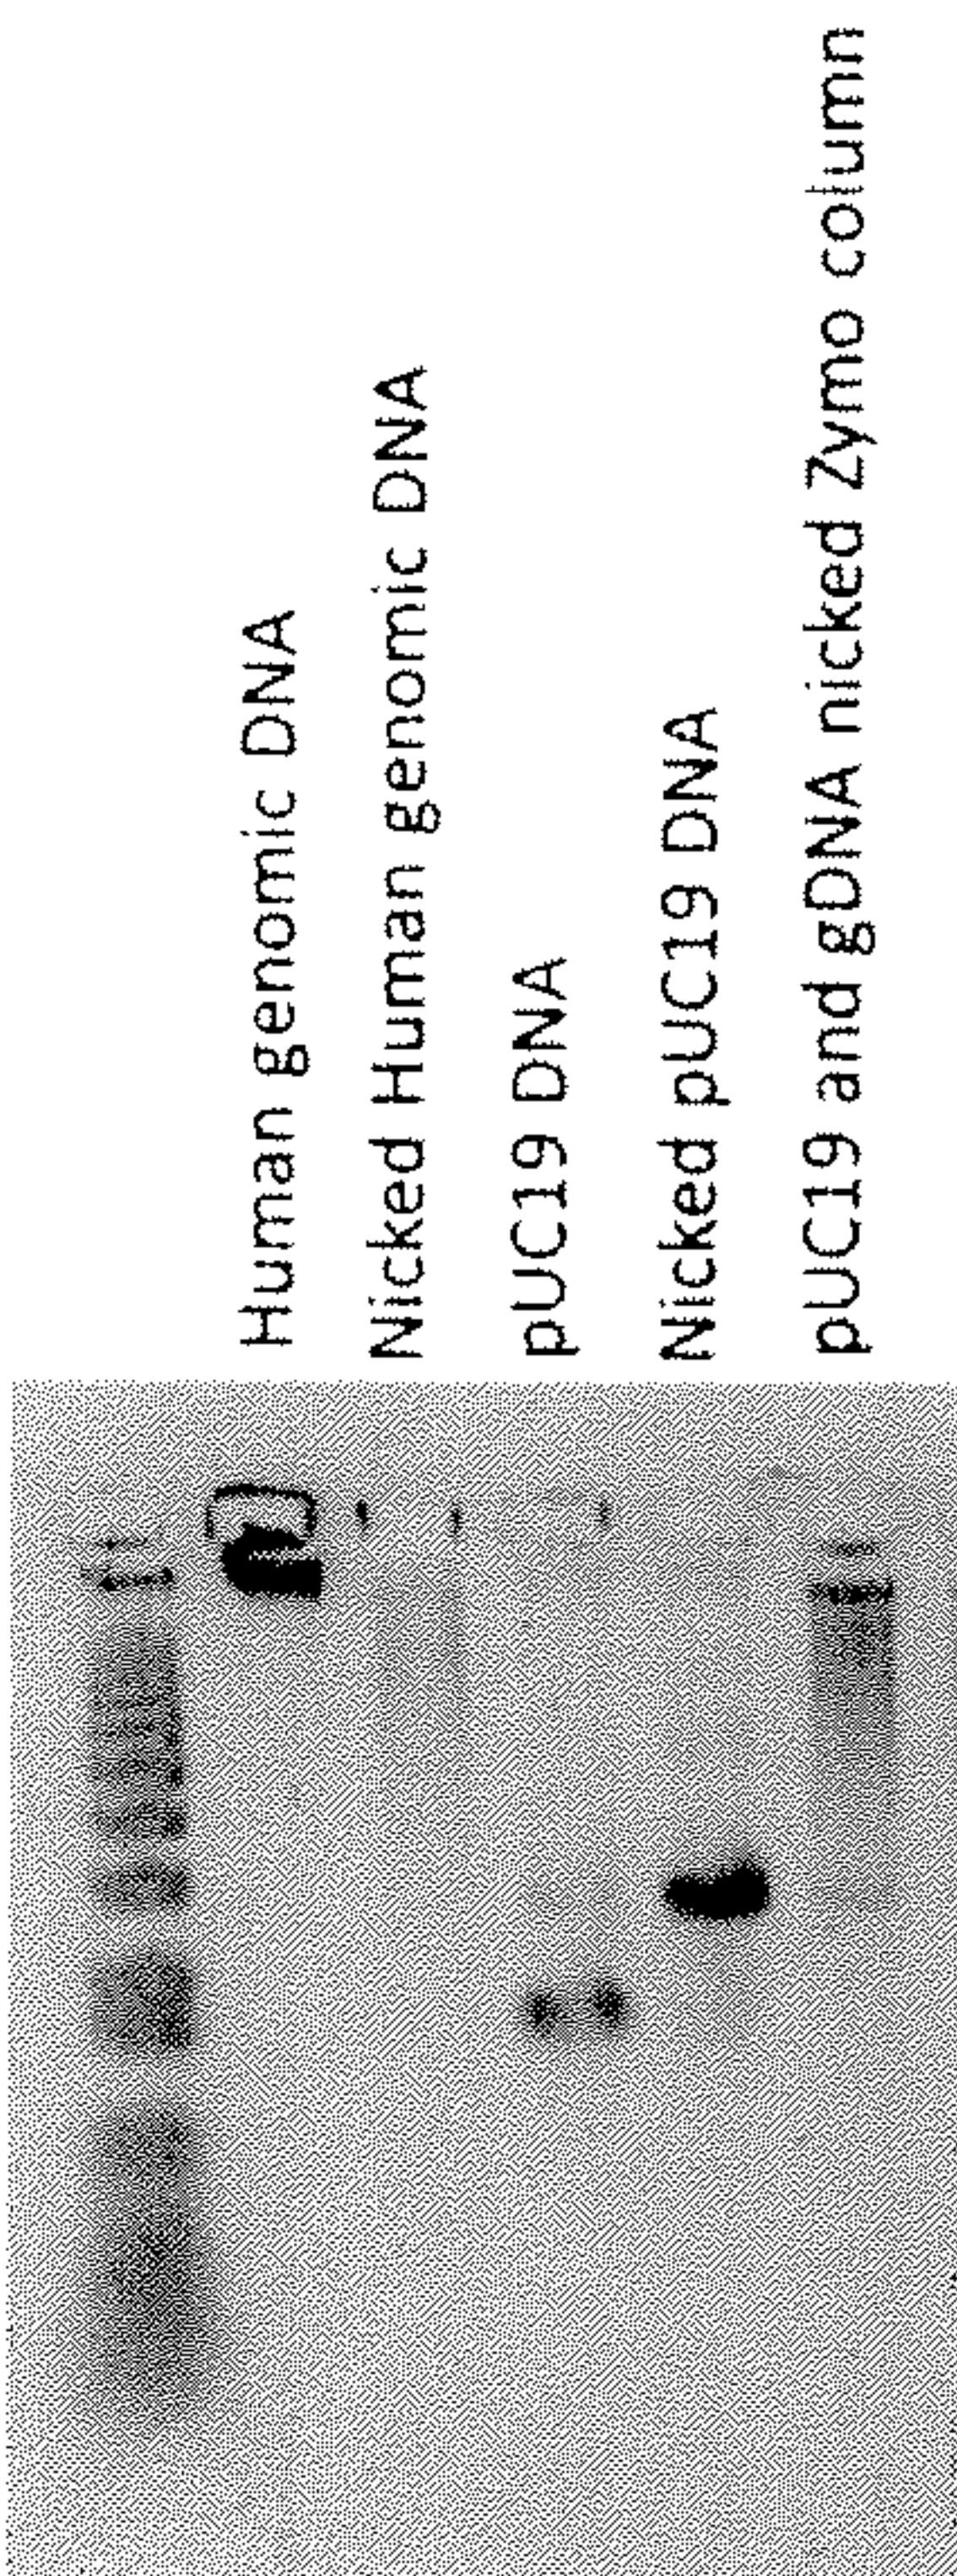 Human genomic DNA
Nicked Human genomic DNA
pUC19 DNA
Nicked pUC19 DNA
pUC19 and gDNA nicked Zymo column